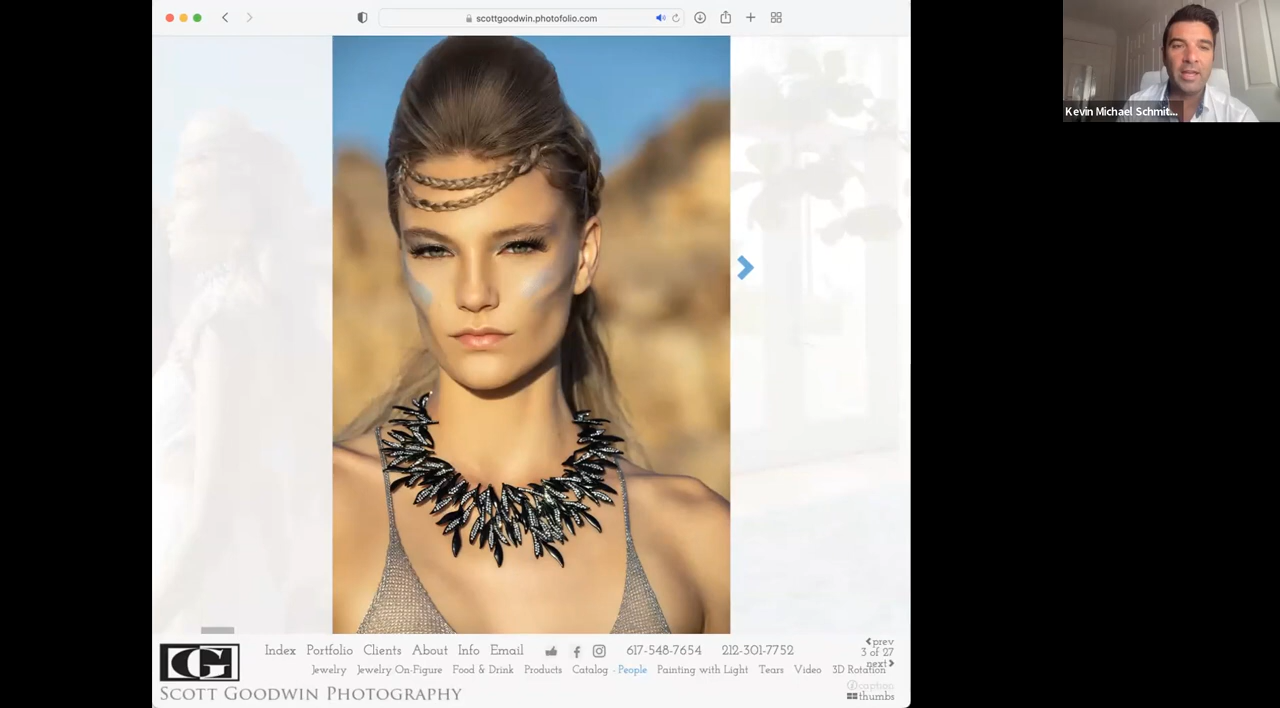 scottgoodwin.photofolio.com
Kevin Michael Schmit...
Index Portfolio Clients About Info Email 617-548-7654 212-301-7752
Jewelry Jewelry On-Figure Food & Drink Products Catalog - People Painting with Light Tears Video 3D Rotation
prev
3 of 27
next
caption
thumbs
G
SCOTT GOODWIN PHOTOGRAPHY